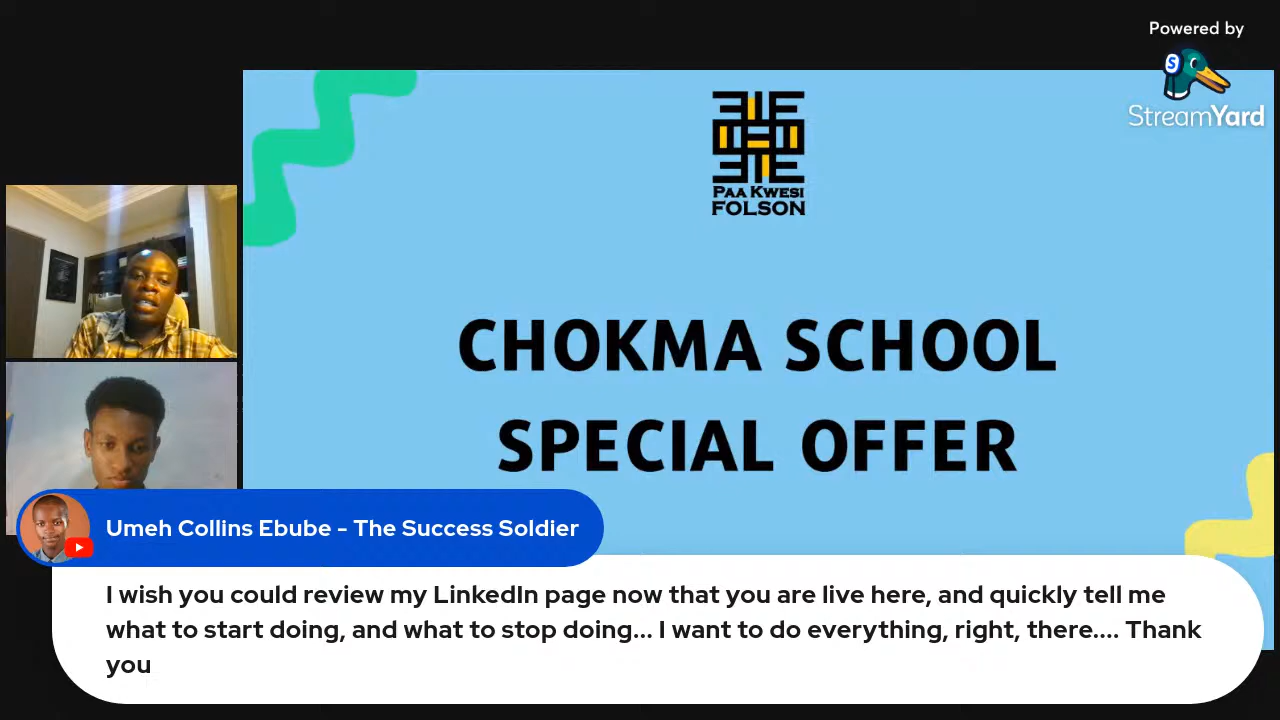 Powered by
StreamYard
PAA KWESI
FOLSON
CHOKMA SCHOOL
SPECIAL OFFER
Umeh Collins Ebube - The Success Soldier
I wish you could review my LinkedIn page now that you are live here, and quickly tell me
what to start doing, and what to stop doing... I want to do everything, right, there.... Thank
you